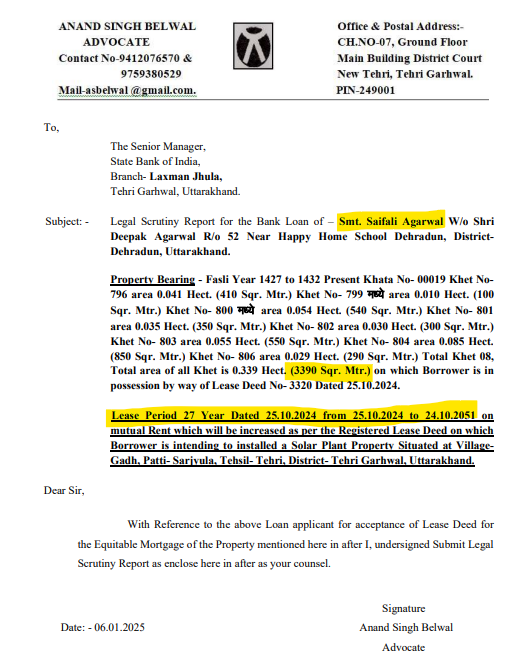 ANAND SINGH BELWAL
ADVOCATE
Contact No-9412076570 &
9759380529
Mail-asbelwal @gmail.com.
Office & Postal Address:-
CH.NO-07, Ground Floor
Main Building District Court
New Tehri, Tehri Garhwal.
PIN-249001
To,
The Senior Manager,
State Bank of India,
Branch- Laxman Jhula,
Tehri Garhwal, Uttarakhand.
Subject: - Legal Scrutiny Report for the Bank Loan of – Smt. Saifali Agarwal W/o Shri
Deepak Agarwal R/o 52 Near Happy Home School Dehradun, District-
Dehradun, Uttarakhand.
Property Bearing - Fasli Year 1427 to 1432 Present Khata No- 00019 Khet No-
796 area 0.041 Hect. (410 Sqr. Mtr.) Khet No- 799 मध्ये area 0.010 Hect. (100
Sqr. Mtr.) Khet No- 800 मध्ये area 0.054 Hect. (540 Sqr. Mtr.) Khet No- 801
area 0.035 Hect. (350 Sqr. Mtr.) Khet No- 802 area 0.030 Hect. (300 Sqr. Mtr.)
Khet No- 803 area 0.055 Hect. (550 Sqr. Mtr.) Khet No- 804 area 0.085 Hect.
(850 Sqr. Mtr.) Khet No- 806 area 0.029 Hect. (290 Sqr. Mtr.) Total Khet 08,
Total area of all Khet is 0.339 Hect. (3390 Sqr. Mtr.) on which Borrower is in
possession by way of Lease Deed No- 3320 Dated 25.10.2024.
Lease Period 27 Year Dated 25.10.2024 from 25.10.2024 to 24.10.2051 on
mutual Rent which will be increased as per the Registered Lease Deed on which
Borrower is intending to installed a Solar Plant Property Situated at Village-
Gadh, Patti- Sarjyula, Tehsil- Tehri, District- Tehri Garhwal, Uttarakhand.
Dear Sir,
With Reference to the above Loan applicant for acceptance of Lease Deed for
the Equitable Mortgage of the Property mentioned here in after I, undersigned Submit Legal
Scrutiny Report as enclose here in after as your counsel.
Signature
Date: - 06.01.2025 Anand Singh Belwal
Advocate